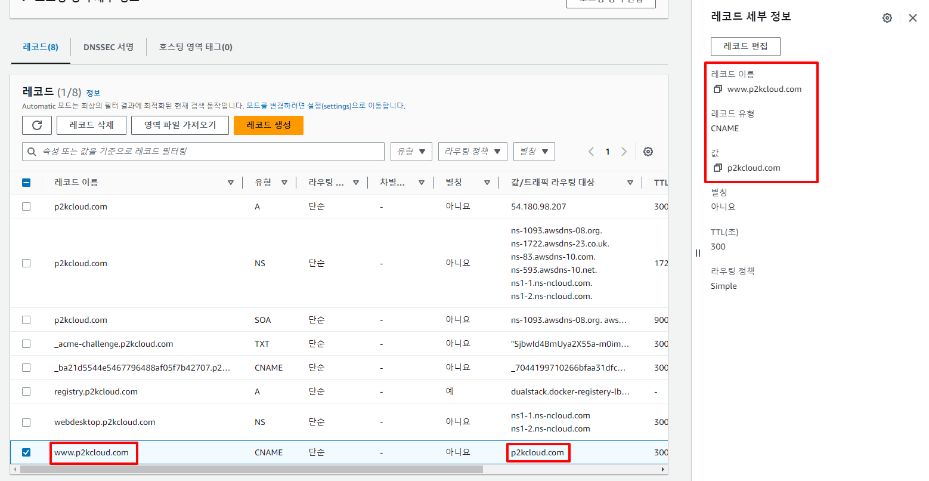 레코드 세부 정보
레코드(8)
DNSSEC 서명
호스팅 영역 태그(0)
레코드 편집
레코드 이름
www.p2kcloud.com
레코드 유형
CNAME
값
p2kcloud.com
별칭
아니요
TTL(초)
300
라우팅 정책
Simple
레코드 (1/8) 정보
Automatic 모드는 최상의 필터 결과에 최적화된 현재 검색 동작입니다. 모드를 변경하려면 설정(settings)으로 이동합니다.
레코드 삭제
영역 파일 가져오기
레코드 생성
속성 또는 값을 기준으로 레코드 필터링
유형
라우팅 정책
별칭
1
레코드 이름 유형 라우팅 ... 차별... 별칭 값/트래픽 라우팅 대상 TTL
p2kcloud.com A 단순 - 아니요 54.180.98.207 300
p2kcloud.com NS 단순 - 아니요 ns-1093.awsdns-08.org.
ns-1722.awsdns-23.co.uk.
ns-83.awsdns-10.com.
ns-593.awsdns-10.net.
ns1-1.ns-ncloud.com.
ns1-2.ns-ncloud.com.
172
p2kcloud.com SOA 단순 - 아니요 ns-1093.awsdns-08.org. aws... 900
_acme-challenge.p2kcloud.com TXT 단순 - 아니요 "5jbwId4BmUya2X55a-m0im... 300
_ba21d5544e5467796488af05f7b42707.p2... CNAME 단순 - 아니요 _7044199710266bfaa31dfc... 300
registry.p2kcloud.com A 단순 - 예 dualstack.docker-registery-lb... -
webdesktop.p2kcloud.com NS 단순 - 아니요 ns1-1.ns-ncloud.com
ns1-2.ns-ncloud.com
300
www.p2kcloud.com CNAME 단순 - 아니요 p2kcloud.com 300